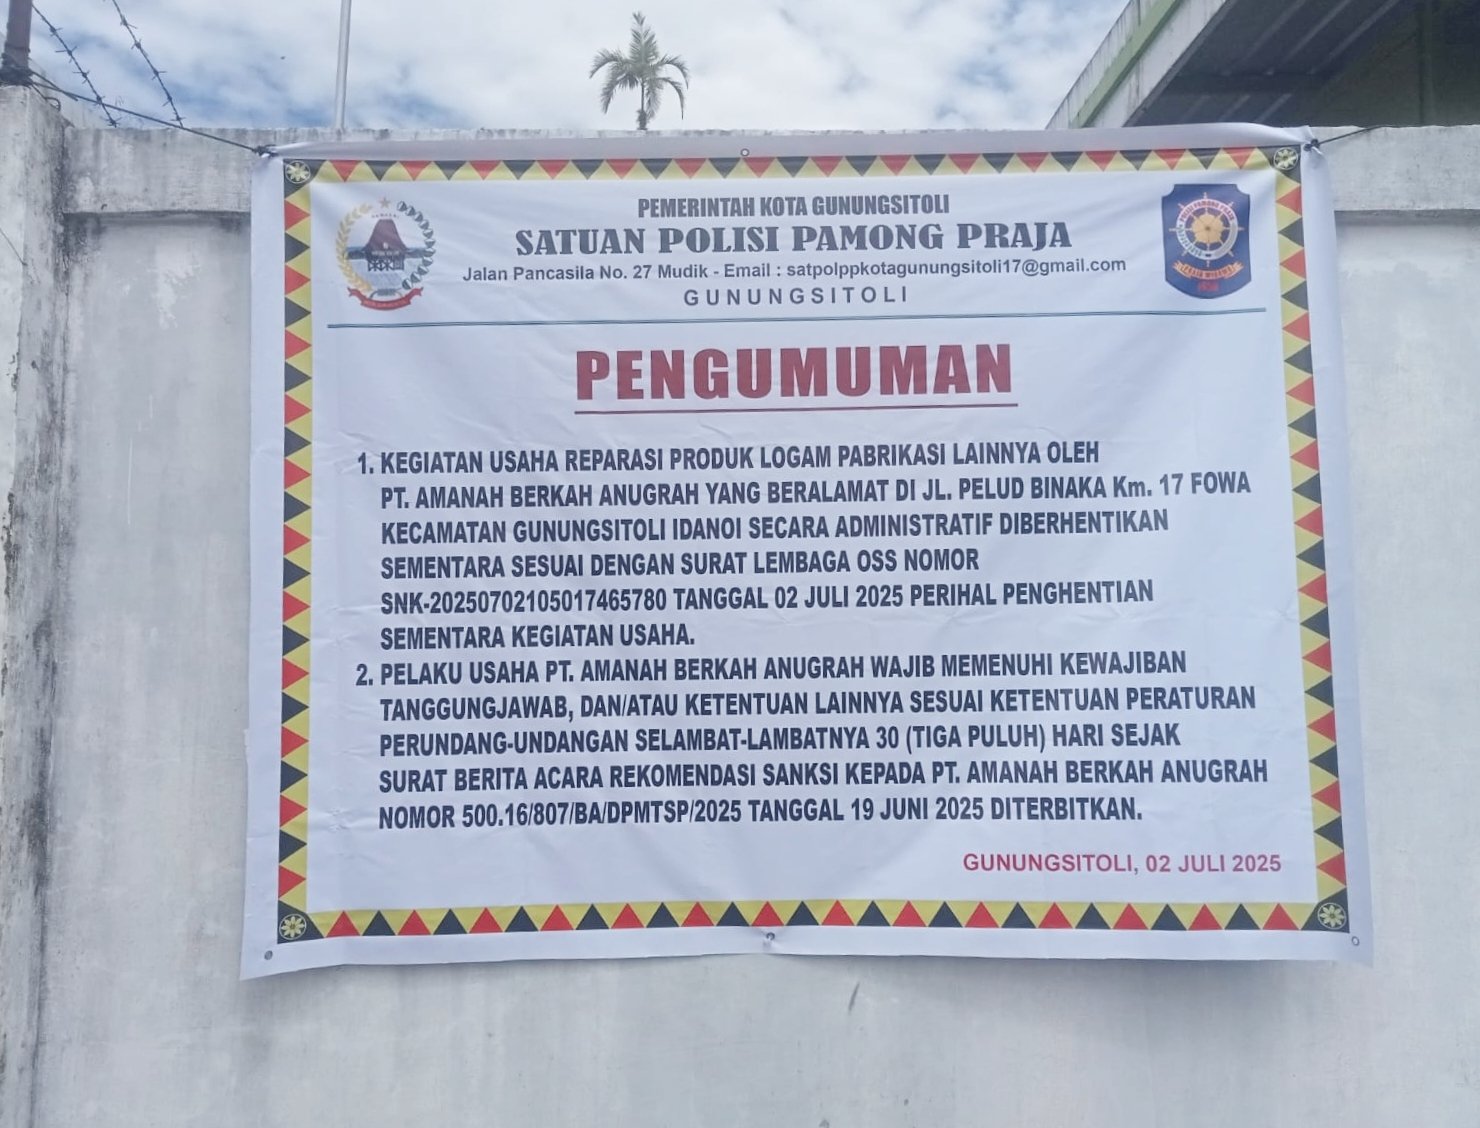 PEMERINTAH KOTA GUNUNGSITOLI
SATUAN POLISI PAMONG PRAJA
Jalan Pancasila No. 27 Mudik - Email : satpolppkotagunungsitoli17@gmail.com
GUNUNGSITOLI
PENGUMUMAN
1. KEGIATAN USAHA REPARASI PRODUK LOGAM PABRIKASI LAINNYA OLEH
PT. AMANAH BERKAH ANUGRAH YANG BERALAMAT DI JL. PELUD BINAKA Km. 17 FOWA
KECAMATAN GUNUNGSITOLI IDANOI SECARA ADMINISTRATIF DIBERHENTIKAN
SEMENTARA SESUAI DENGAN SURAT LEMBAGA OSS NOMOR
SNK-20250702105017465780 TANGGAL 02 JULI 2025 PERIHAL PENGHENTIAN
SEMENTARA KEGIATAN USAHA.
2. PELAKU USAHA PT. AMANAH BERKAH ANUGRAH WAJIB MEMENUHI KEWAJIBAN
TANGGUNGJAWAB, DAN/ATAU KETENTUAN LAINNYA SESUAI KETENTUAN PERATURAN
PERUNDANG-UNDANGAN SELAMBAT-LAMBATNYA 30 (TIGA PULUH) HARI SEJAK
SURAT BERITA ACARA REKOMENDASI SANKSI KEPADA PT. AMANAH BERKAH ANUGRAH
NOMOR 500.16/807/BA/DPMTSP/2025 TANGGAL 19 JUNI 2025 DITERBITKAN.
GUNUNGSITOLI, 02 JULI 2025